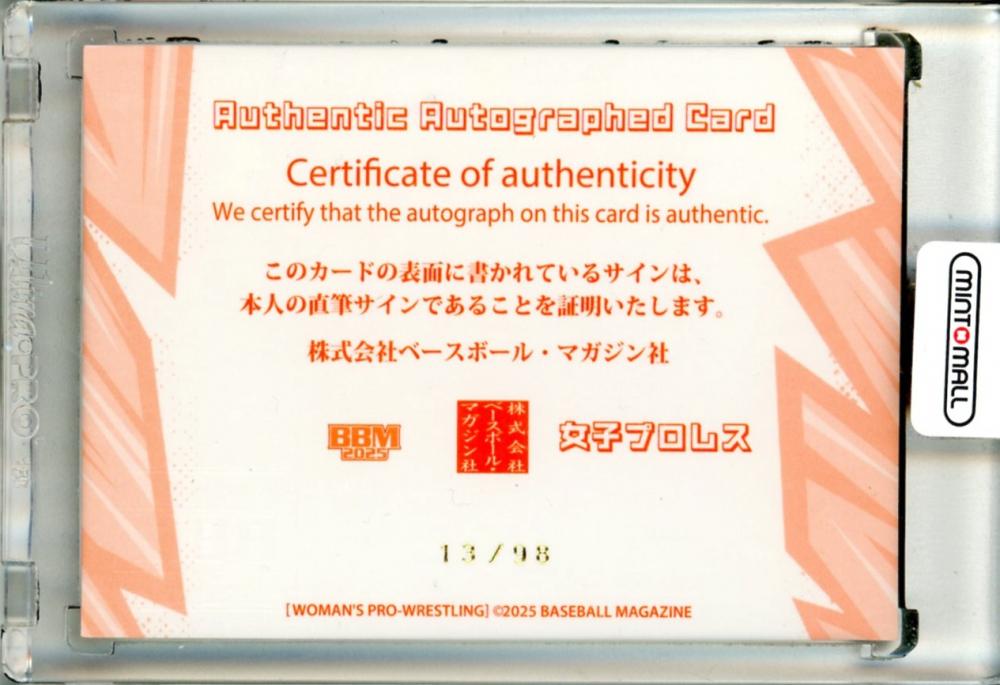 Authentic Autographed Card
Certificate of authenticity
We certify that the autograph on this card is authentic.
このカードの表面に書かれているサインは、
本人の直筆サインであることを証明いたします。
株式会社ベースボール・マガジン社
BBM
2025
株式会社
ベースボール・
マガジン社
女子プロレス
13/98
[WOMAN'S PRO-WRESTLING] ©2025 BASEBALL MAGAZINE
MINTOMALL
UltraPRO